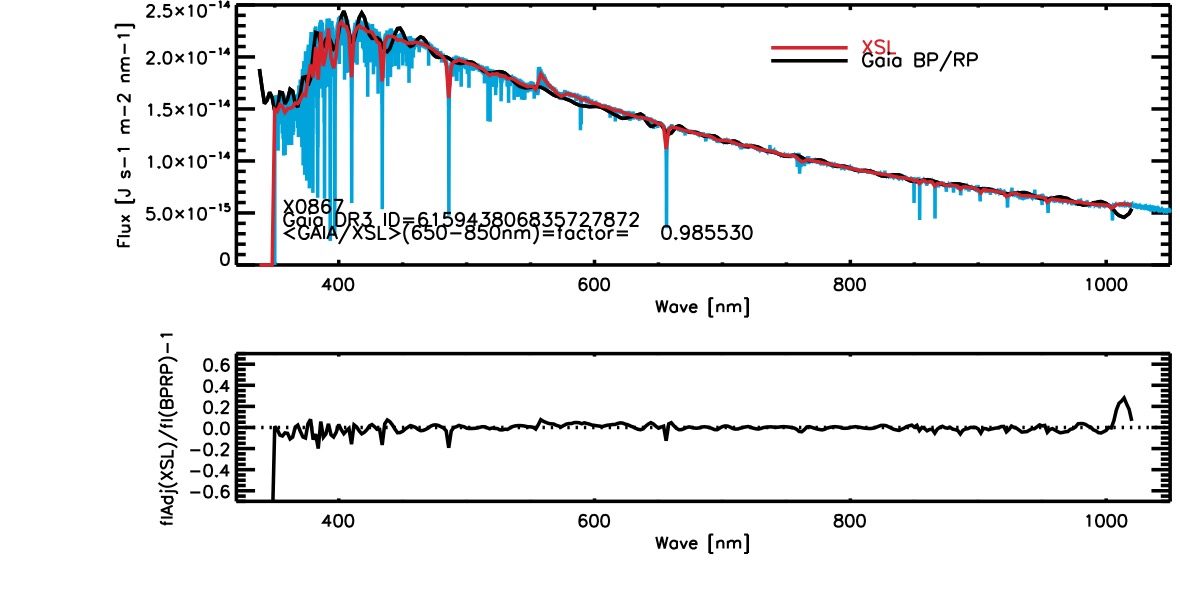 2.5×10−14
2.0×10−14
1.5×10−14
1.0×10−14
5.0×10−15
0
Flux [J s−1 m−2 nm−1]
XSL
Gaia BP/RP
X0867
Gaia DR3 ID=615943806835727872
<GAIA/XSL>(650−850nm)=factor= 0.985530
400 600 800 1000
Wave [nm]
0.6
0.4
0.2
0.0
−0.2
−0.4
−0.6
flAdj(XSL)/fl(BPRP)−1
400 600 800 1000
Wave [nm]